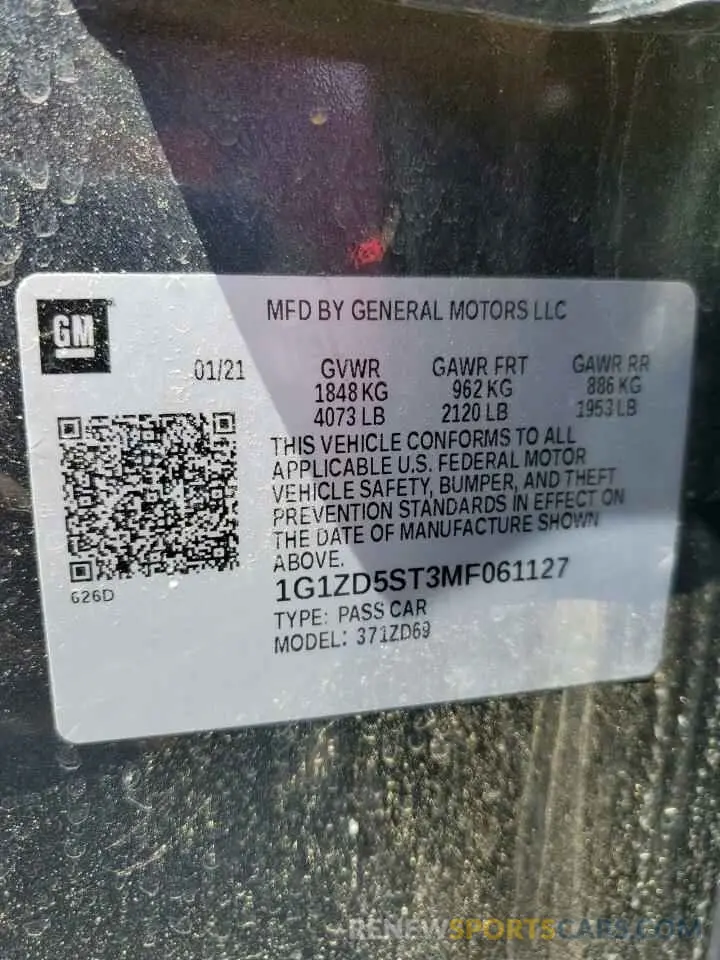 GM
MFD BY GENERAL MOTORS LLC
01/21
GVWR GAWR FRT GAWR RR
1848 KG 962 KG 886 KG
4073 LB 2120 LB 1953 LB
THIS VEHICLE CONFORMS TO ALL
APPLICABLE U.S. FEDERAL MOTOR
VEHICLE SAFETY, BUMPER, AND THEFT
PREVENTION STANDARDS IN EFFECT ON
THE DATE OF MANUFACTURE SHOWN
ABOVE.
626D
1G1ZD5ST3MF061127
TYPE: PASS CAR
MODEL: 371ZD69
RENEWSPORTSCARS.COM